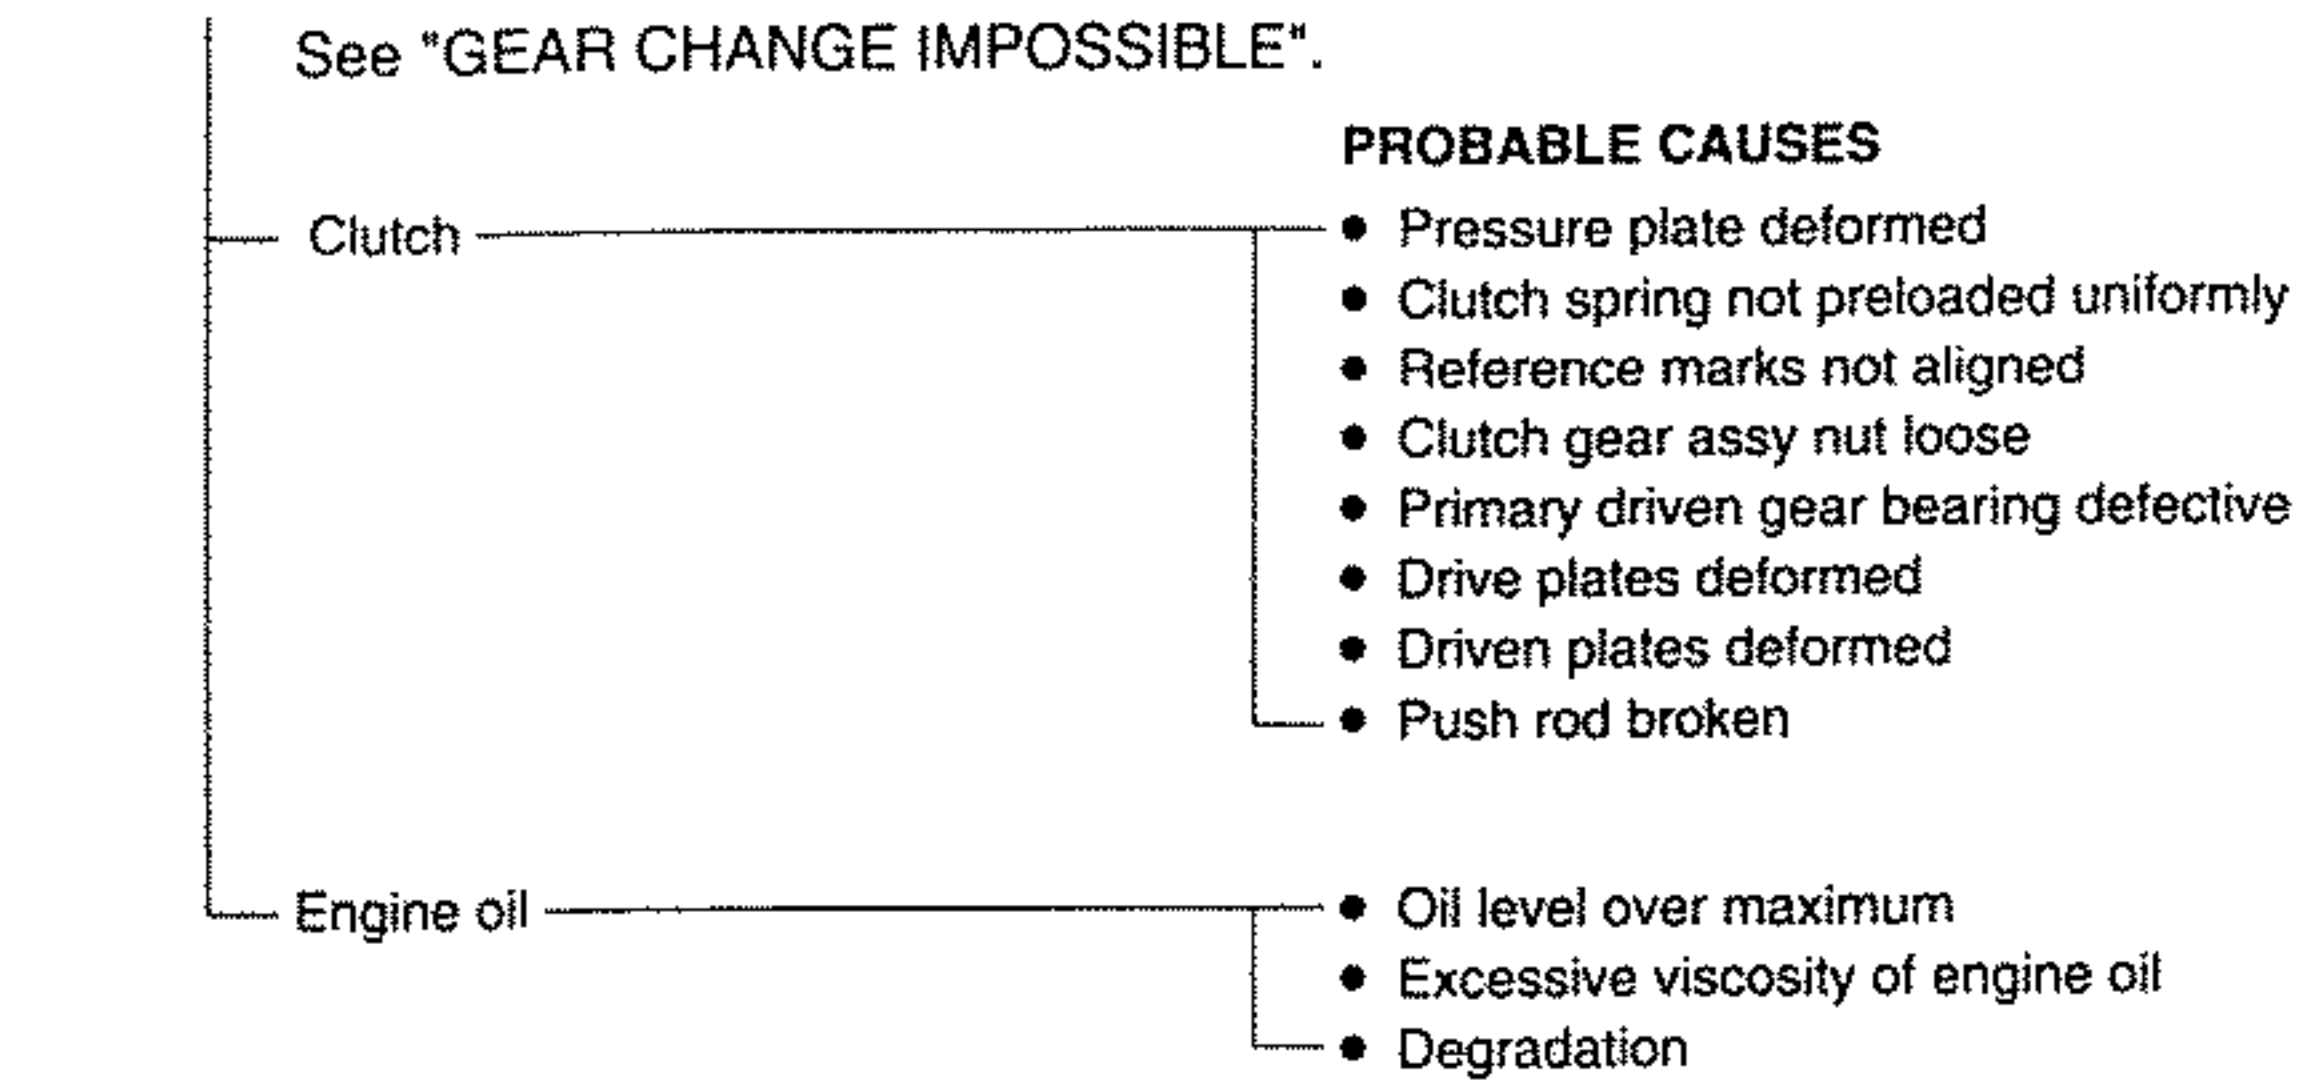 See "GEAR CHANGE IMPOSSIBLE".
PROBABLE CAUSES
Clutch
● Pressure plate deformed
● Clutch spring not preloaded uniformly
● Reference marks not aligned
● Clutch gear assy nut loose
● Primary driven gear bearing defective
● Drive plates deformed
● Driven plates deformed
● Push rod broken
Engine oil
● Oil level over maximum
● Excessive viscosity of engine oil
● Degradation